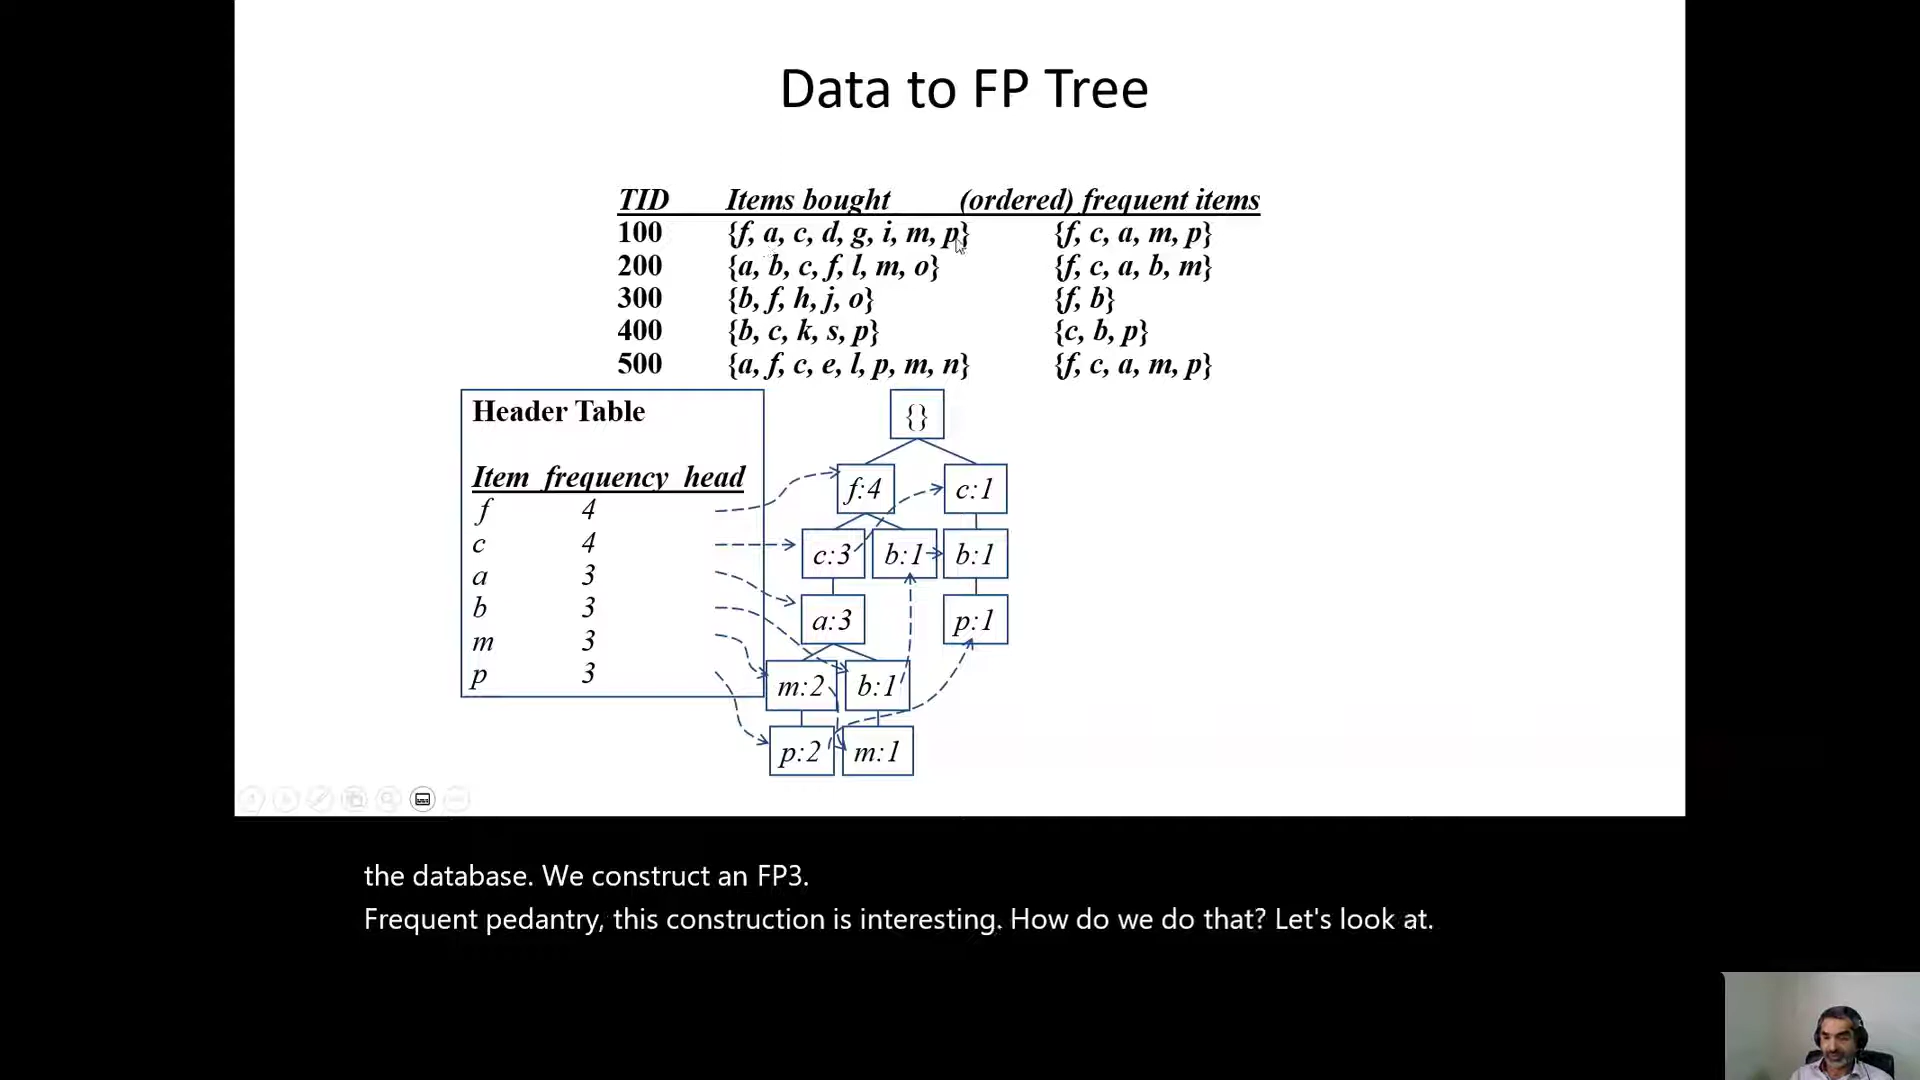 Data to FP Tree
TID Items bought (ordered) frequent items
100 {f, a, c, d, g, i, m, p} {f, c, a, m, p}
200 {a, b, c, f, l, m, o} {f, c, a, b, m}
300 {b, f, h, j, o} {f, b}
400 {b, c, k, s, p} {c, b, p}
500 {a, f, c, e, l, p, m, n} {f, c, a, m, p}
Header Table
Item frequency head
f 4
c 4
a 3
b 3
m 3
p 3
{}
f:4 c:1
c:3 b:1 b:1
a:3 p:1
m:2 b:1
p:2 m:1
the database. We construct an FP3.
Frequent pedantry, this construction is interesting. How do we do that? Let's look at.